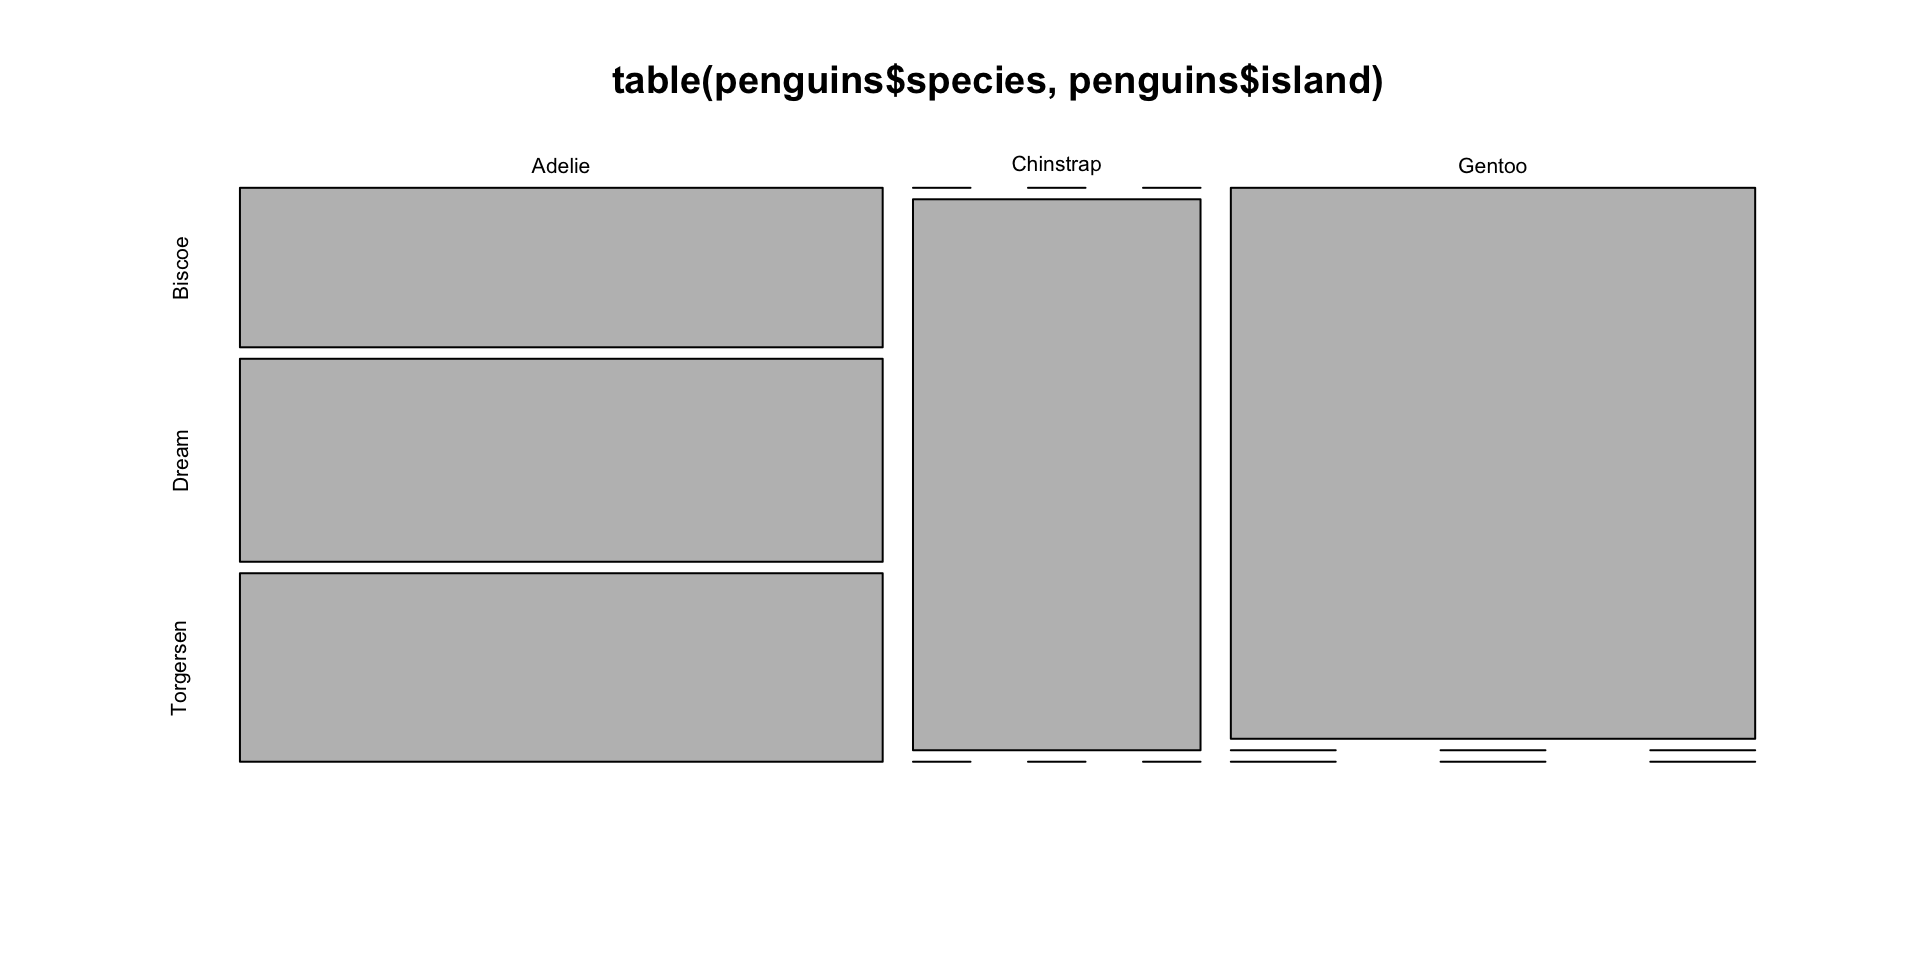 table(penguins$species, penguins$island)
Adelie
Chinstrap
Gentoo
Biscoe
Dream
Torgersen